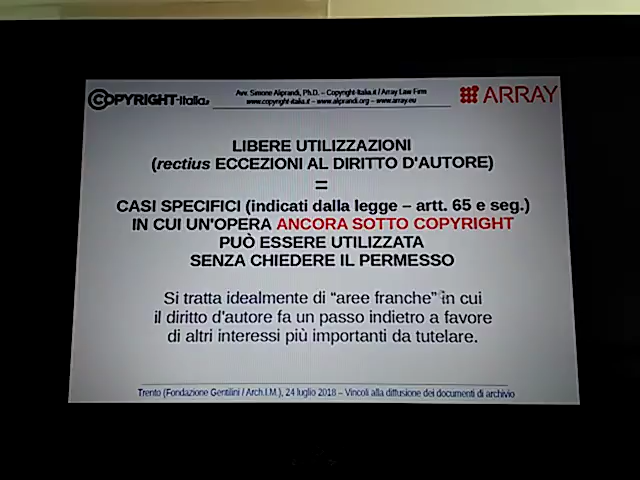 COPYRIGHT-Italia.it
Avv. Simone Aliprandi, Ph.D. – Copyright-Italia.it / Array Law Firm
www.copyright-italia.it – www.aliprandi.org – www.array.eu
ARRAY
LIBERE UTILIZZAZIONI
(rectius ECCEZIONI AL DIRITTO D'AUTORE)
=
CASI SPECIFICI (indicati dalla legge – artt. 65 e seg.)
IN CUI UN'OPERA ANCORA SOTTO COPYRIGHT
PUÒ ESSERE UTILIZZATA
SENZA CHIEDERE IL PERMESSO
Si tratta idealmente di “aree franche” in cui
il diritto d'autore fa un passo indietro a favore
di altri interessi più importanti da tutelare.
Trento (Fondazione Gentilini / Arch.I.M.), 24 luglio 2018 – Vincoli alla diffusione dei documenti di archivio